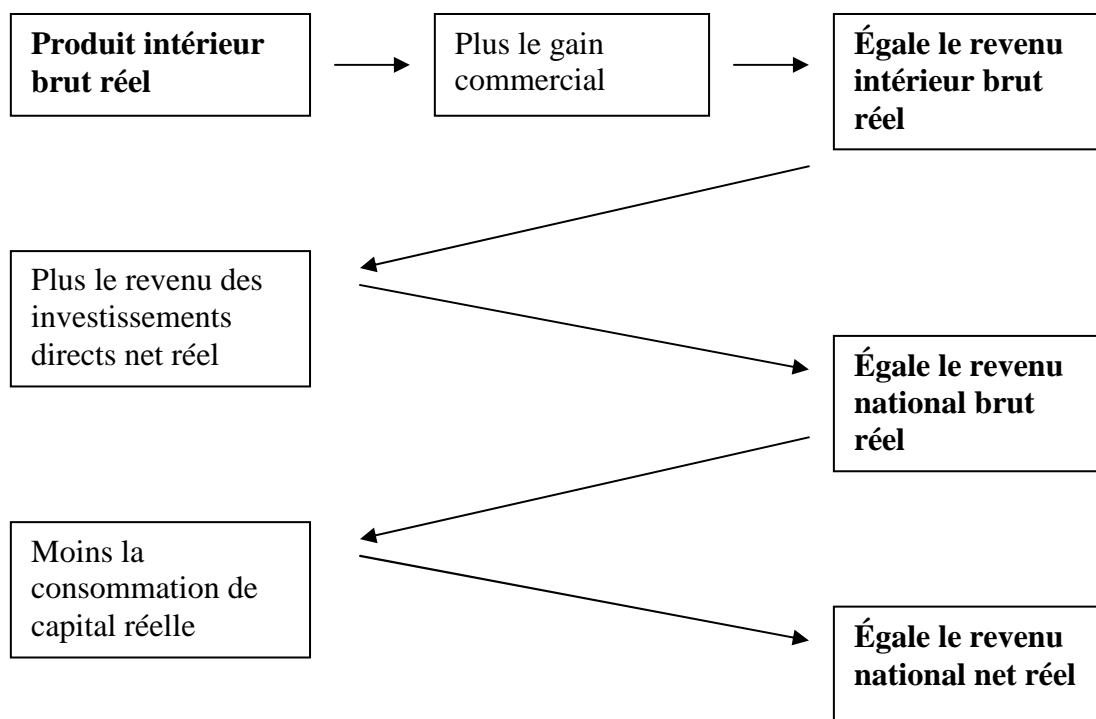 Produit intérieur
brut réel
Plus le gain
commercial
Égale le revenu
intérieur brut
réel
Plus le revenu des
investissements
directs net réel
Égale le revenu
national brut
réel
Moins la
consommation de
capital réelle
Égale le revenu
national net réel